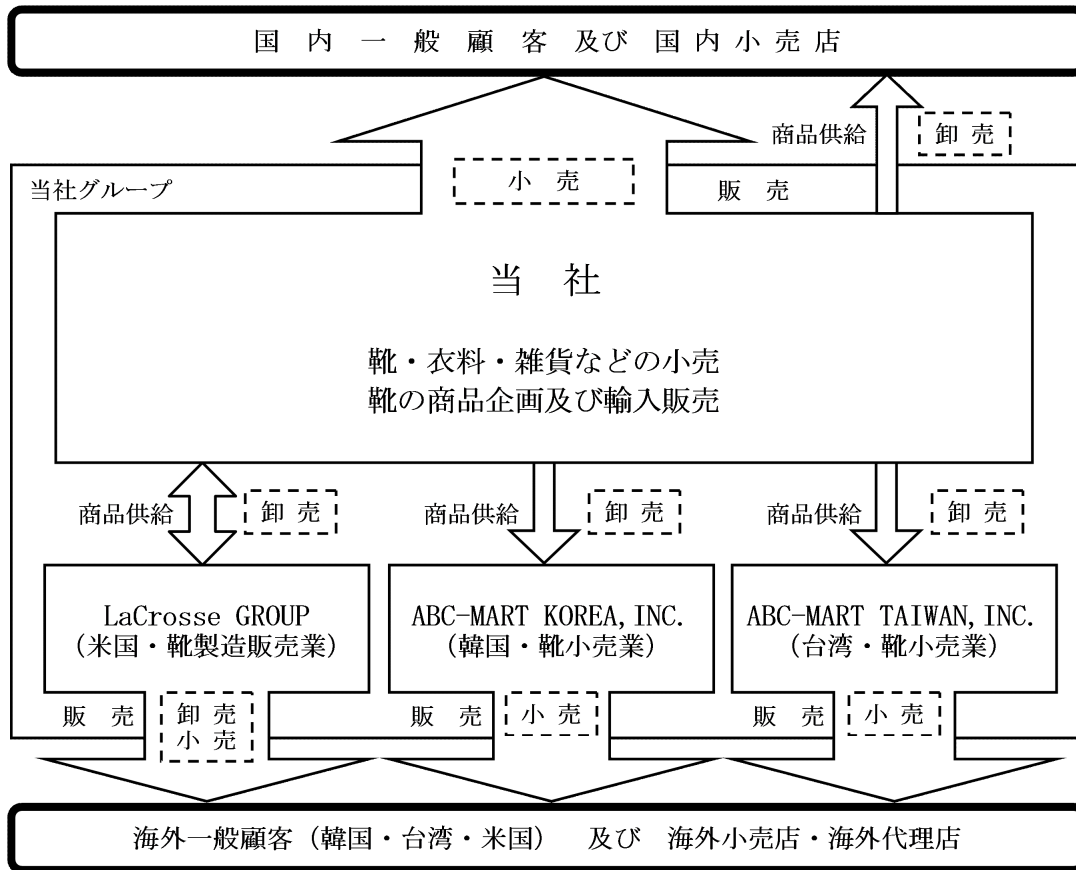 国 内 一 般 顧 客 及び 国 内 小 売 店
商品供給
卸 売
当社グループ
小 売
販 売
当 社
靴・衣料・雑貨などの小売
靴の商品企画及び輸入販売
商品供給
卸 売
商品供給
卸 売
商品供給
卸 売
LaCrosse GROUP
(米国・靴製造販売業)
ABC-MART KOREA, INC.
(韓国・靴小売業)
ABC-MART TAIWAN, INC.
(台湾・靴小売業)
販 売
卸 売
小 売
販 売
小 売
販 売
小 売
海外一般顧客(韓国・台湾・米国) 及び 海外小売店・海外代理店